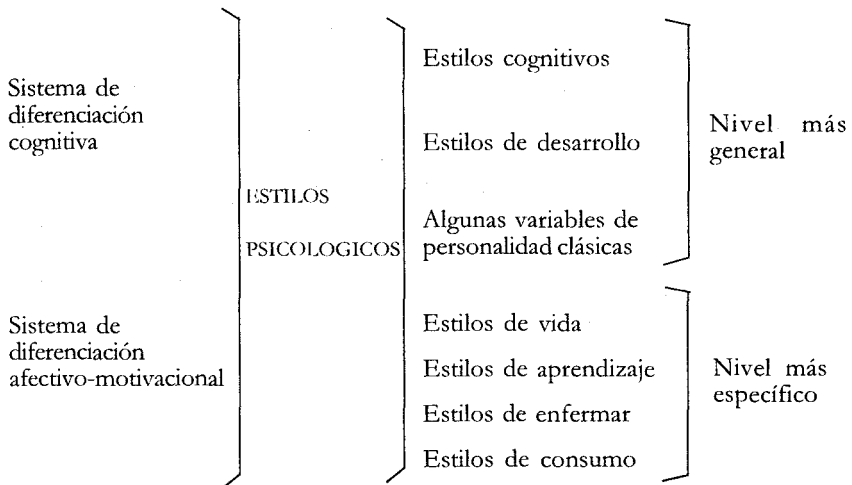 Sistema de
diferenciación
cognitiva
Sistema de
diferenciación
afectivo-motivacional
ESTILOS
PSICOLOGICOS
Estilos cognitivos
Estilos de desarrollo
Algunas variables de
personalidad clásicas
Estilos de vida
Estilos de aprendizaje
Estilos de enfermar
Estilos de consumo
Nivel más
general
Nivel más
específico